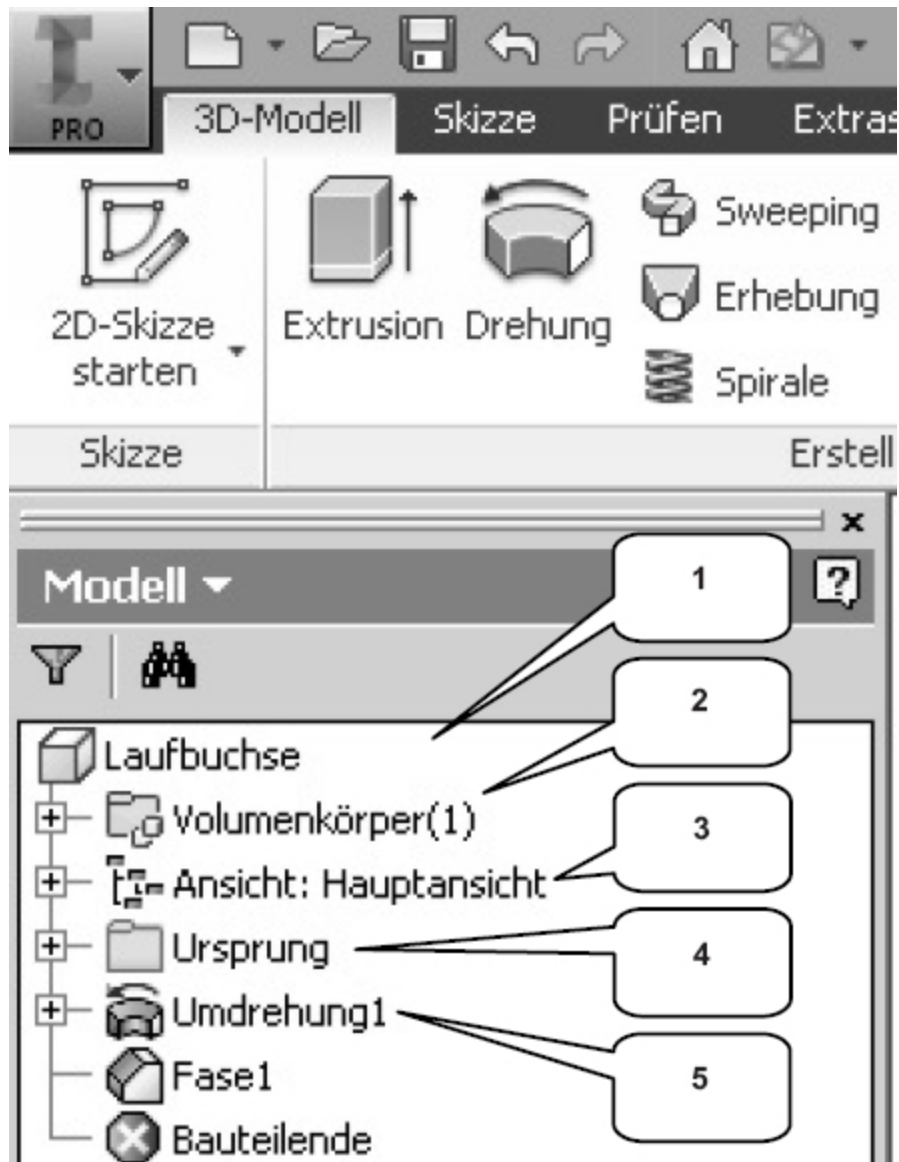 PRO
3D-Modell Skizze Prüfen Extras
2D-Skizze
starten
Extrusion
Drehung
Sweeping
Erhebung
Spirale
Skizze
Erstell
Modell
1
?
2
Laufbuchse
Volumenkörper(1)
3
Ansicht: Hauptansicht
4
Ursprung
Umdrehung1
5
Fase1
Bauteilende